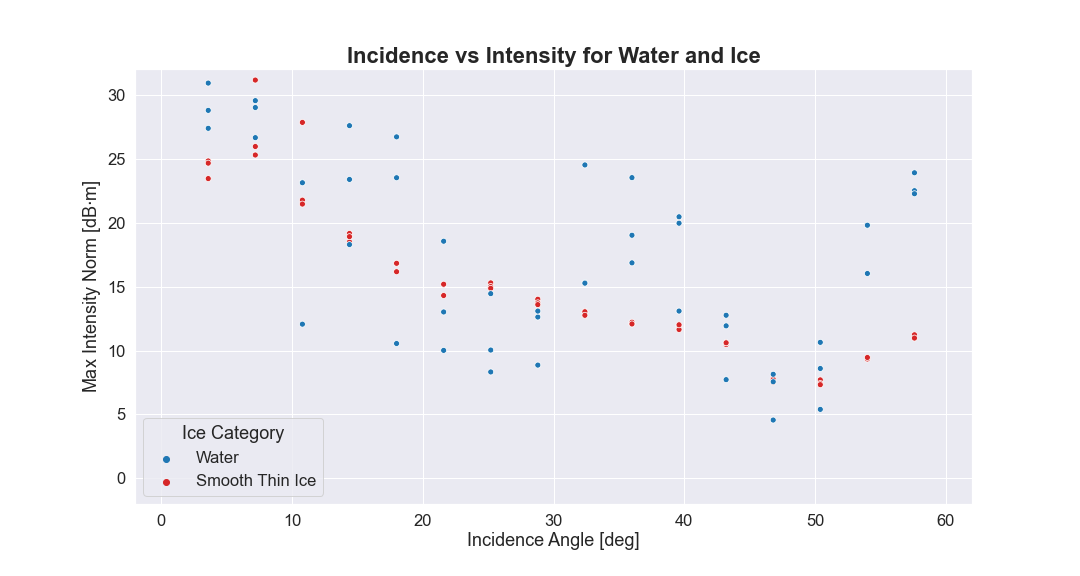 Incidence vs Intensity for Water and Ice
30
25
20
15
10
5
0
Max Intensity Norm [dB·m]
Ice Category
Water
Smooth Thin Ice
0 10 20 30 40 50 60
Incidence Angle [deg]